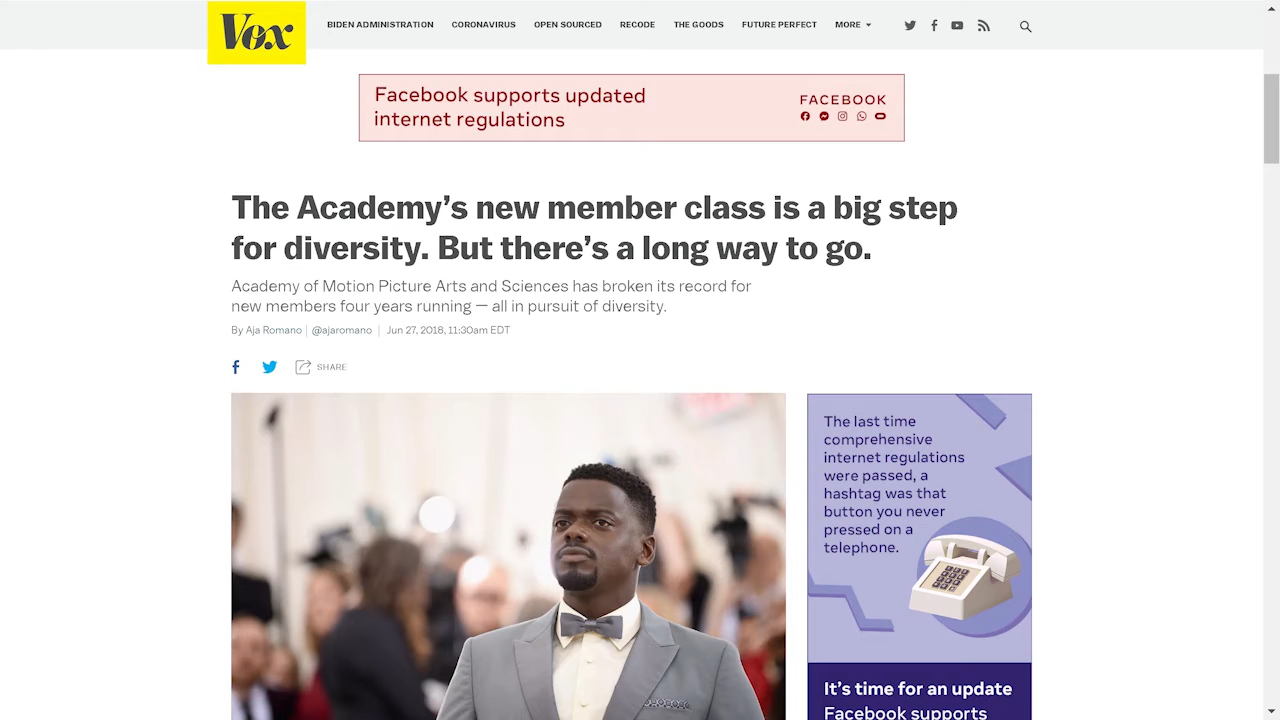 Vox
BIDEN ADMINISTRATION CORONAVIRUS OPEN SOURCED RECODE THE GOODS FUTURE PERFECT MORE
Facebook supports updated
internet regulations
FACEBOOK
The Academy’s new member class is a big step
for diversity. But there’s a long way to go.
Academy of Motion Picture Arts and Sciences has broken its record for
new members four years running — all in pursuit of diversity.
By Aja Romano | @ajaromano | Jun 27, 2018, 11:30am EDT
SHARE
The last time
comprehensive
internet regulations
were passed, a
hashtag was that
button you never
pressed on a
telephone.
It’s time for an update
Facebook supports